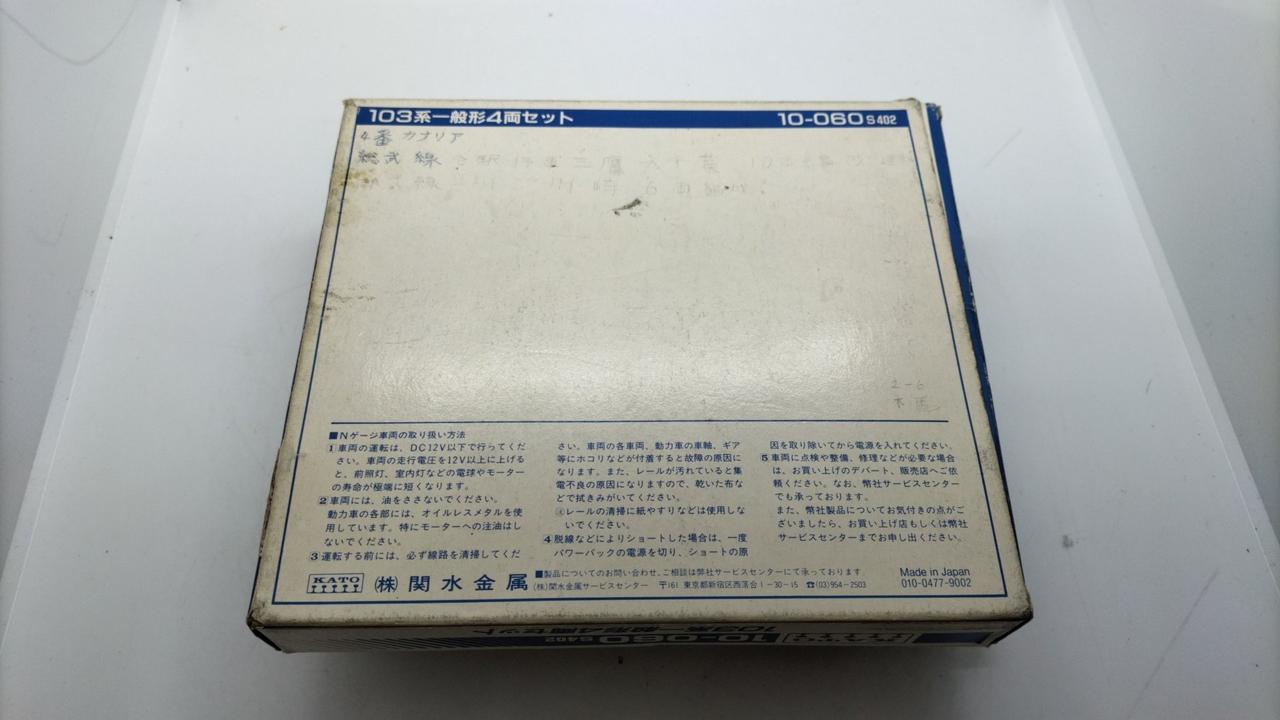 103系一般形4両セット 10-060 S402
4番 カナリア
総武線 三鷹 千葉
川崎 6両
2-6
■Nゲージ車両の取り扱い方法
1 車両の運転は、DC12V以下で行ってくだ
さい。車両の走行電圧を12V以上に上げる
と、前照灯、室内灯などの電球やモーター
の寿命が極端に短くなります。
2 車両には、油をささないでください。
動力車の各部には、オイルレスメタルを使
用しています。特にモーターへの注油はし
ないでください。
3 運転する前には、必ず線路を清掃してくだ
さい。車両の各車両、動力車の車軸、ギア
等にホコリなどが付着すると故障の原因に
なります。また、レールが汚れていると集
電不良の原因になりますので、乾いた布な
どで拭きみがいてください。
レールの清掃に紙やすりなどは使用しな
いでください。
4 脱線などによりショートした場合は、一度
パワーパックの電源を切り、ショートの原
因を取り除いてから電源を入れてください。
5 車両に点検や整備、修理などが必要な場合
は、お買い上げのデパート、販売店へご依
頼ください。なお、弊社サービスセンター
でも承っております。
また、弊社製品についてお気付きの点がご
ざいましたら、お買い上げ店もしくは弊社
サービスセンターまでお申し出ください。
KATO (株)関水金属
■製品についてのお問い合わせ、ご相談は弊社サービスセンターにて承っております。
(株)関水金属サービスセンター 〒161 東京都新宿区西落合1-30-15 ☎(03)954-2503
Made in Japan
010-0477-9002
103系一般形4両セット 10-060 S402